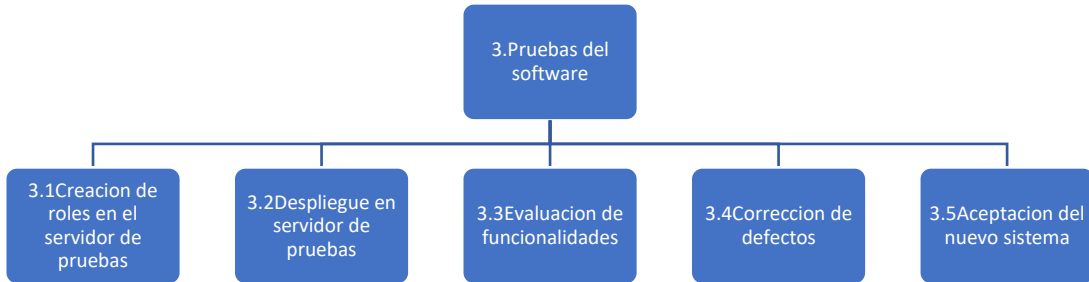 3.Pruebas del
software
3.1Creacion de
roles en el
servidor de
pruebas
3.2Despliegue en
servidor de
pruebas
3.3Evaluacion de
funcionalidades
3.4Correccion de
defectos
3.5Aceptacion del
nuevo sistema